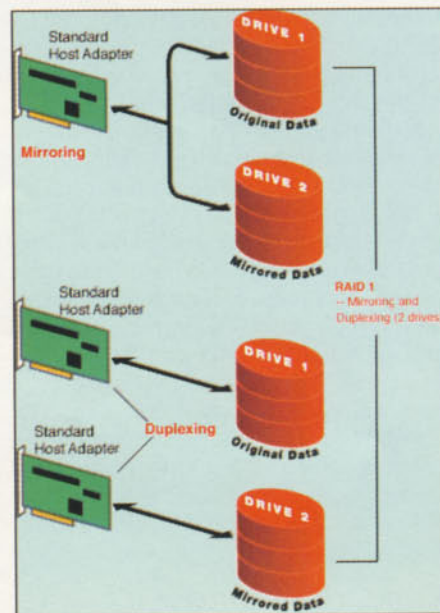 Standard
Host Adapter
Mirroring
DRIVE 1
Original Data
DRIVE 2
Mirrored Data
RAID 1
-- Mirroring and
Duplexing (2 drives
Standard
Host Adapter
DRIVE 1
Original Data
Duplexing
Standard
Host Adapter
DRIVE 2
Mirrored Data